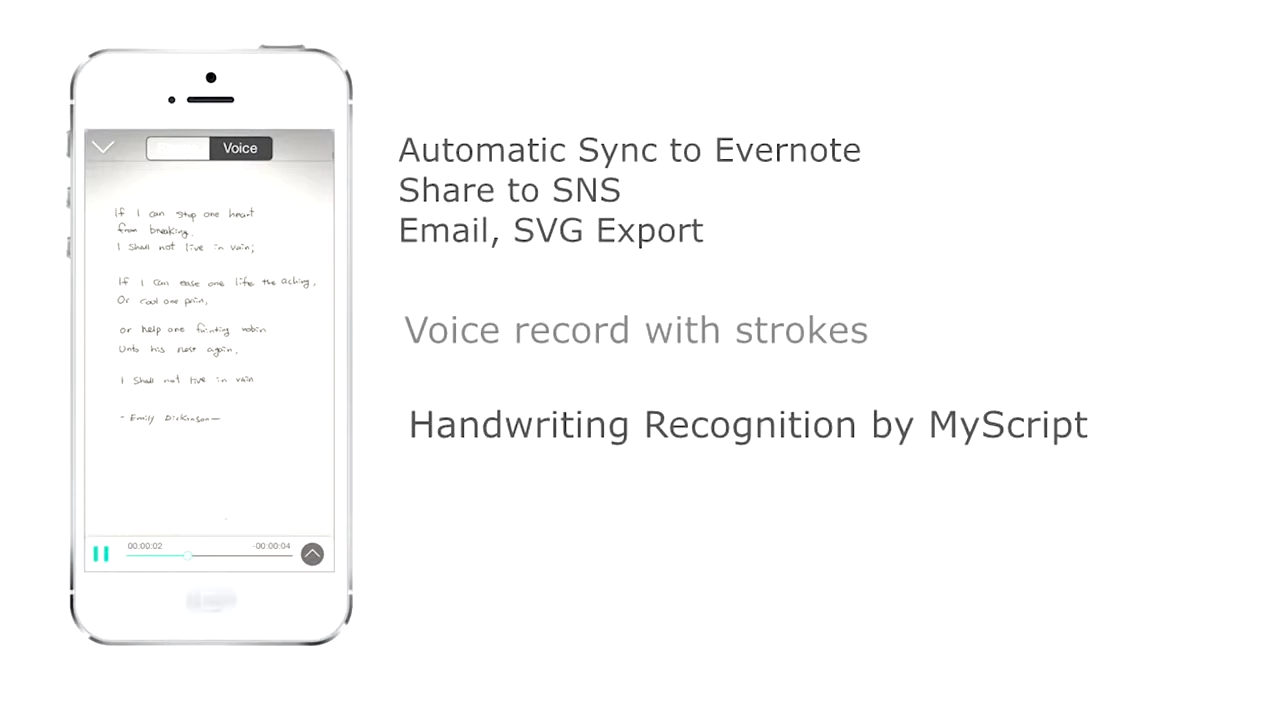 Voice
If I can stop one heart
from breaking,
I Shall not live in vain;
If I Can ease one life the aching,
Or cool one pain,
or help one fainting robin
Unto his nest again,
I Shall not live in vain
- Emily Dickinson —
00:00:02
-00:00:04
Automatic Sync to Evernote
Share to SNS
Email, SVG Export
Voice record with strokes
Handwriting Recognition by MyScript